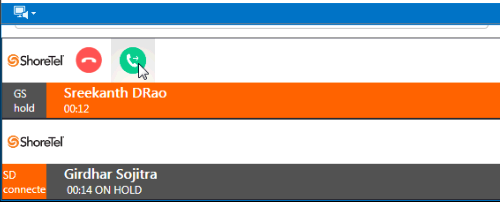 ShoreTel
GS
hold
Sreekanth DRao
00:12
ShoreTel
SD
connecte
Girdhar Sojitra
00:14 ON HOLD